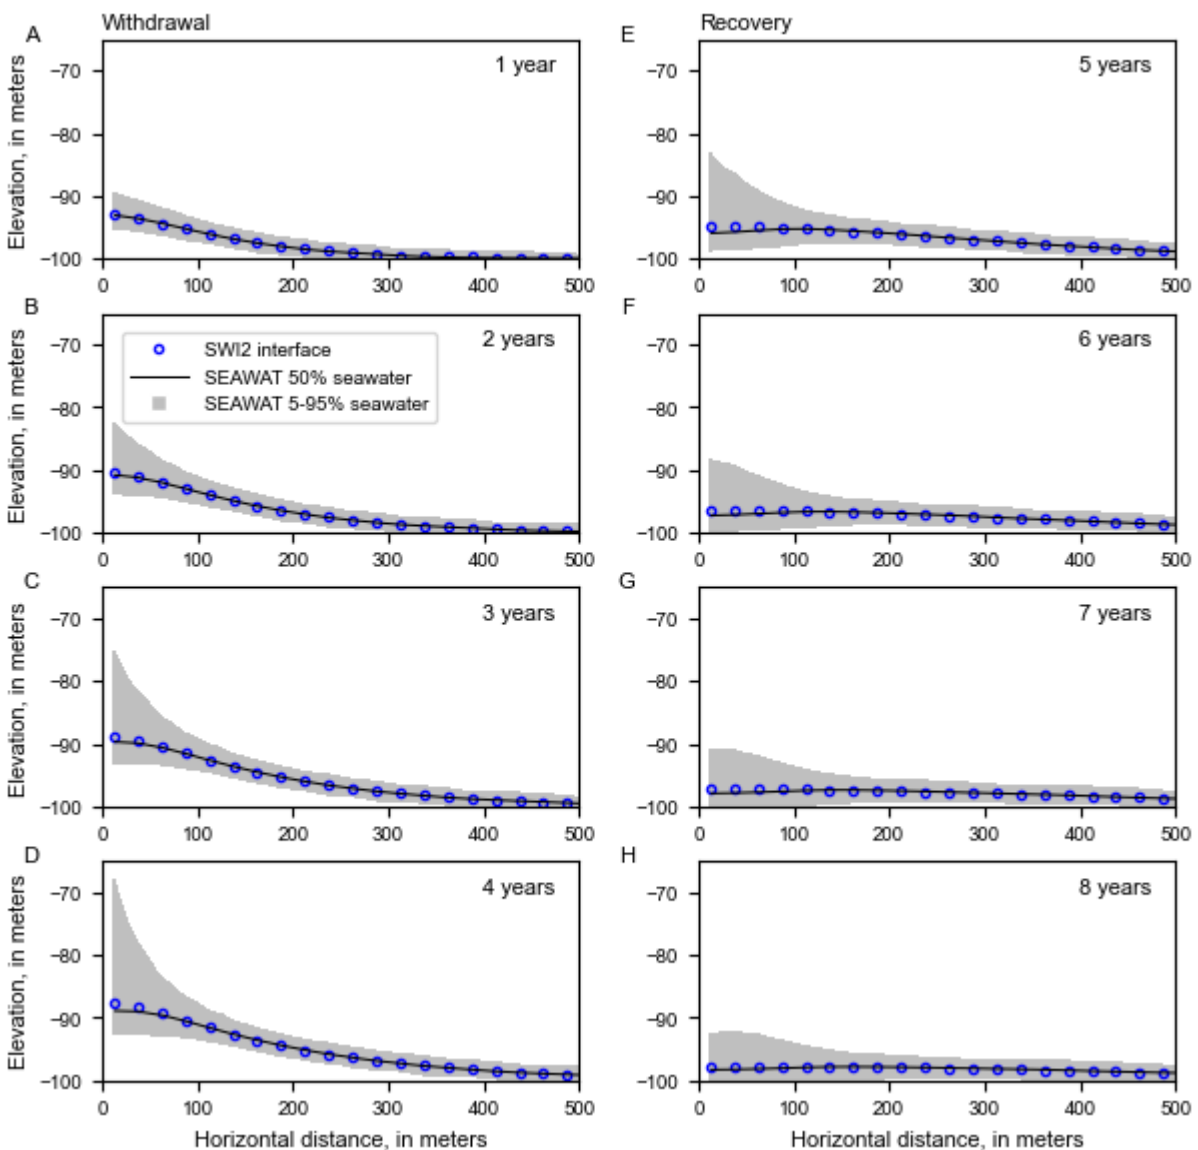 Withdrawal
A
1 year
Elevation, in meters
−70
−80
−90
−100
0 100 200 300 400 500
B
2 years
Elevation, in meters
−70
−80
−90
−100
SWI2 interface
SEAWAT 50% seawater
SEAWAT 5-95% seawater
0 100 200 300 400 500
C
3 years
Elevation, in meters
−70
−80
−90
−100
0 100 200 300 400 500
D
4 years
Elevation, in meters
−70
−80
−90
−100
0 100 200 300 400 500
Horizontal distance, in meters
Recovery
E
5 years
−70
−80
−90
−100
0 100 200 300 400 500
F
6 years
−70
−80
−90
−100
0 100 200 300 400 500
G
7 years
−70
−80
−90
−100
0 100 200 300 400 500
H
8 years
−70
−80
−90
−100
0 100 200 300 400 500
Horizontal distance, in meters